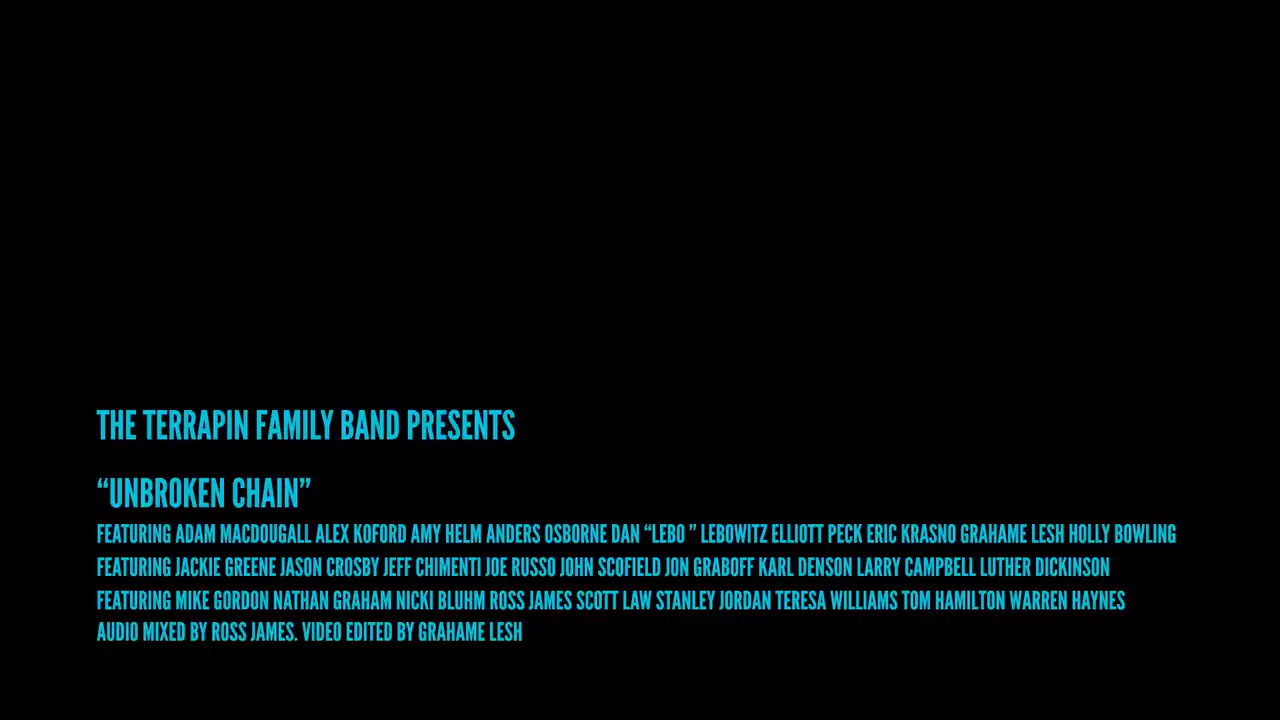 THE TERRAPIN FAMILY BAND PRESENTS
“UNBROKEN CHAIN”
FEATURING ADAM MACDOUGALL ALEX KOFORD AMY HELM ANDERS OSBORNE DAN “LEBO ” LEBOWITZ ELLIOTT PECK ERIC KRASNO GRAHAME LESH HOLLY BOWLING
FEATURING JACKIE GREENE JASON CROSBY JEFF CHIMENTI JOE RUSSO JOHN SCOFIELD JON GRABOFF KARL DENSON LARRY CAMPBELL LUTHER DICKINSON
FEATURING MIKE GORDON NATHAN GRAHAM NICKI BLUHM ROSS JAMES SCOTT LAW STANLEY JORDAN TERESA WILLIAMS TOM HAMILTON WARREN HAYNES
AUDIO MIXED BY ROSS JAMES. VIDEO EDITED BY GRAHAME LESH